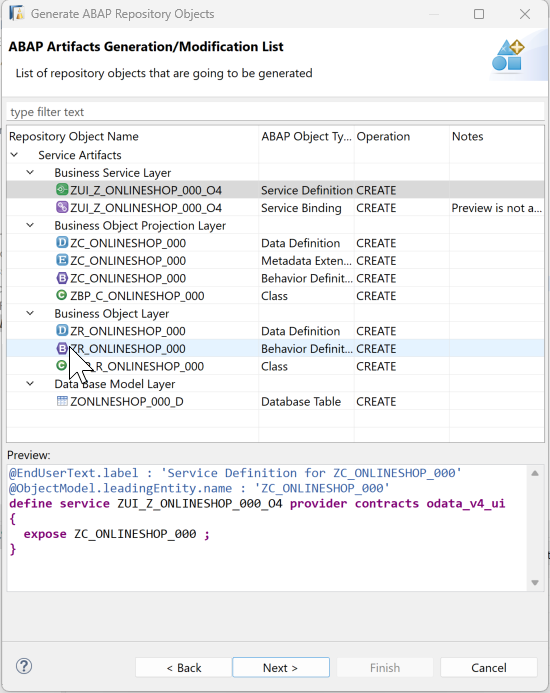 Generate ABAP Repository Objects
ABAP Artifacts Generation/Modification List
List of repository objects that are going to be generated
type filter text
Repository Object Name ABAP Object Ty... Operation Notes
Service Artifacts
Business Service Layer
ZUI_Z_ONLINESHOP_000_O4 Service Definition CREATE
ZUI_Z_ONLINESHOP_000_O4 Service Binding CREATE Preview is not a...
Business Object Projection Layer
D ZC_ONLINESHOP_000 Data Definition CREATE
E ZC_ONLINESHOP_000 Metadata Exten... CREATE
B ZC_ONLINESHOP_000 Behavior Definit... CREATE
C ZBP_C_ONLINESHOP_000 Class CREATE
Business Object Layer
D ZR_ONLINESHOP_000 Data Definition CREATE
B ZR_ONLINESHOP_000 Behavior Definit... CREATE
C R_ONLINESHOP_000 Class CREATE
Data Base Model Layer
ZONLNESHOP_000_D Database Table CREATE
Preview:
@EndUserText.label : 'Service Definition for ZC_ONLINESHOP_000'
@ObjectModel.leadingEntity.name : 'ZC_ONLINESHOP_000'
define service ZUI_Z_ONLINESHOP_000_O4 provider contracts odata_v4_ui
{
expose ZC_ONLINESHOP_000 ;
}
? < Back Next > Finish Cancel